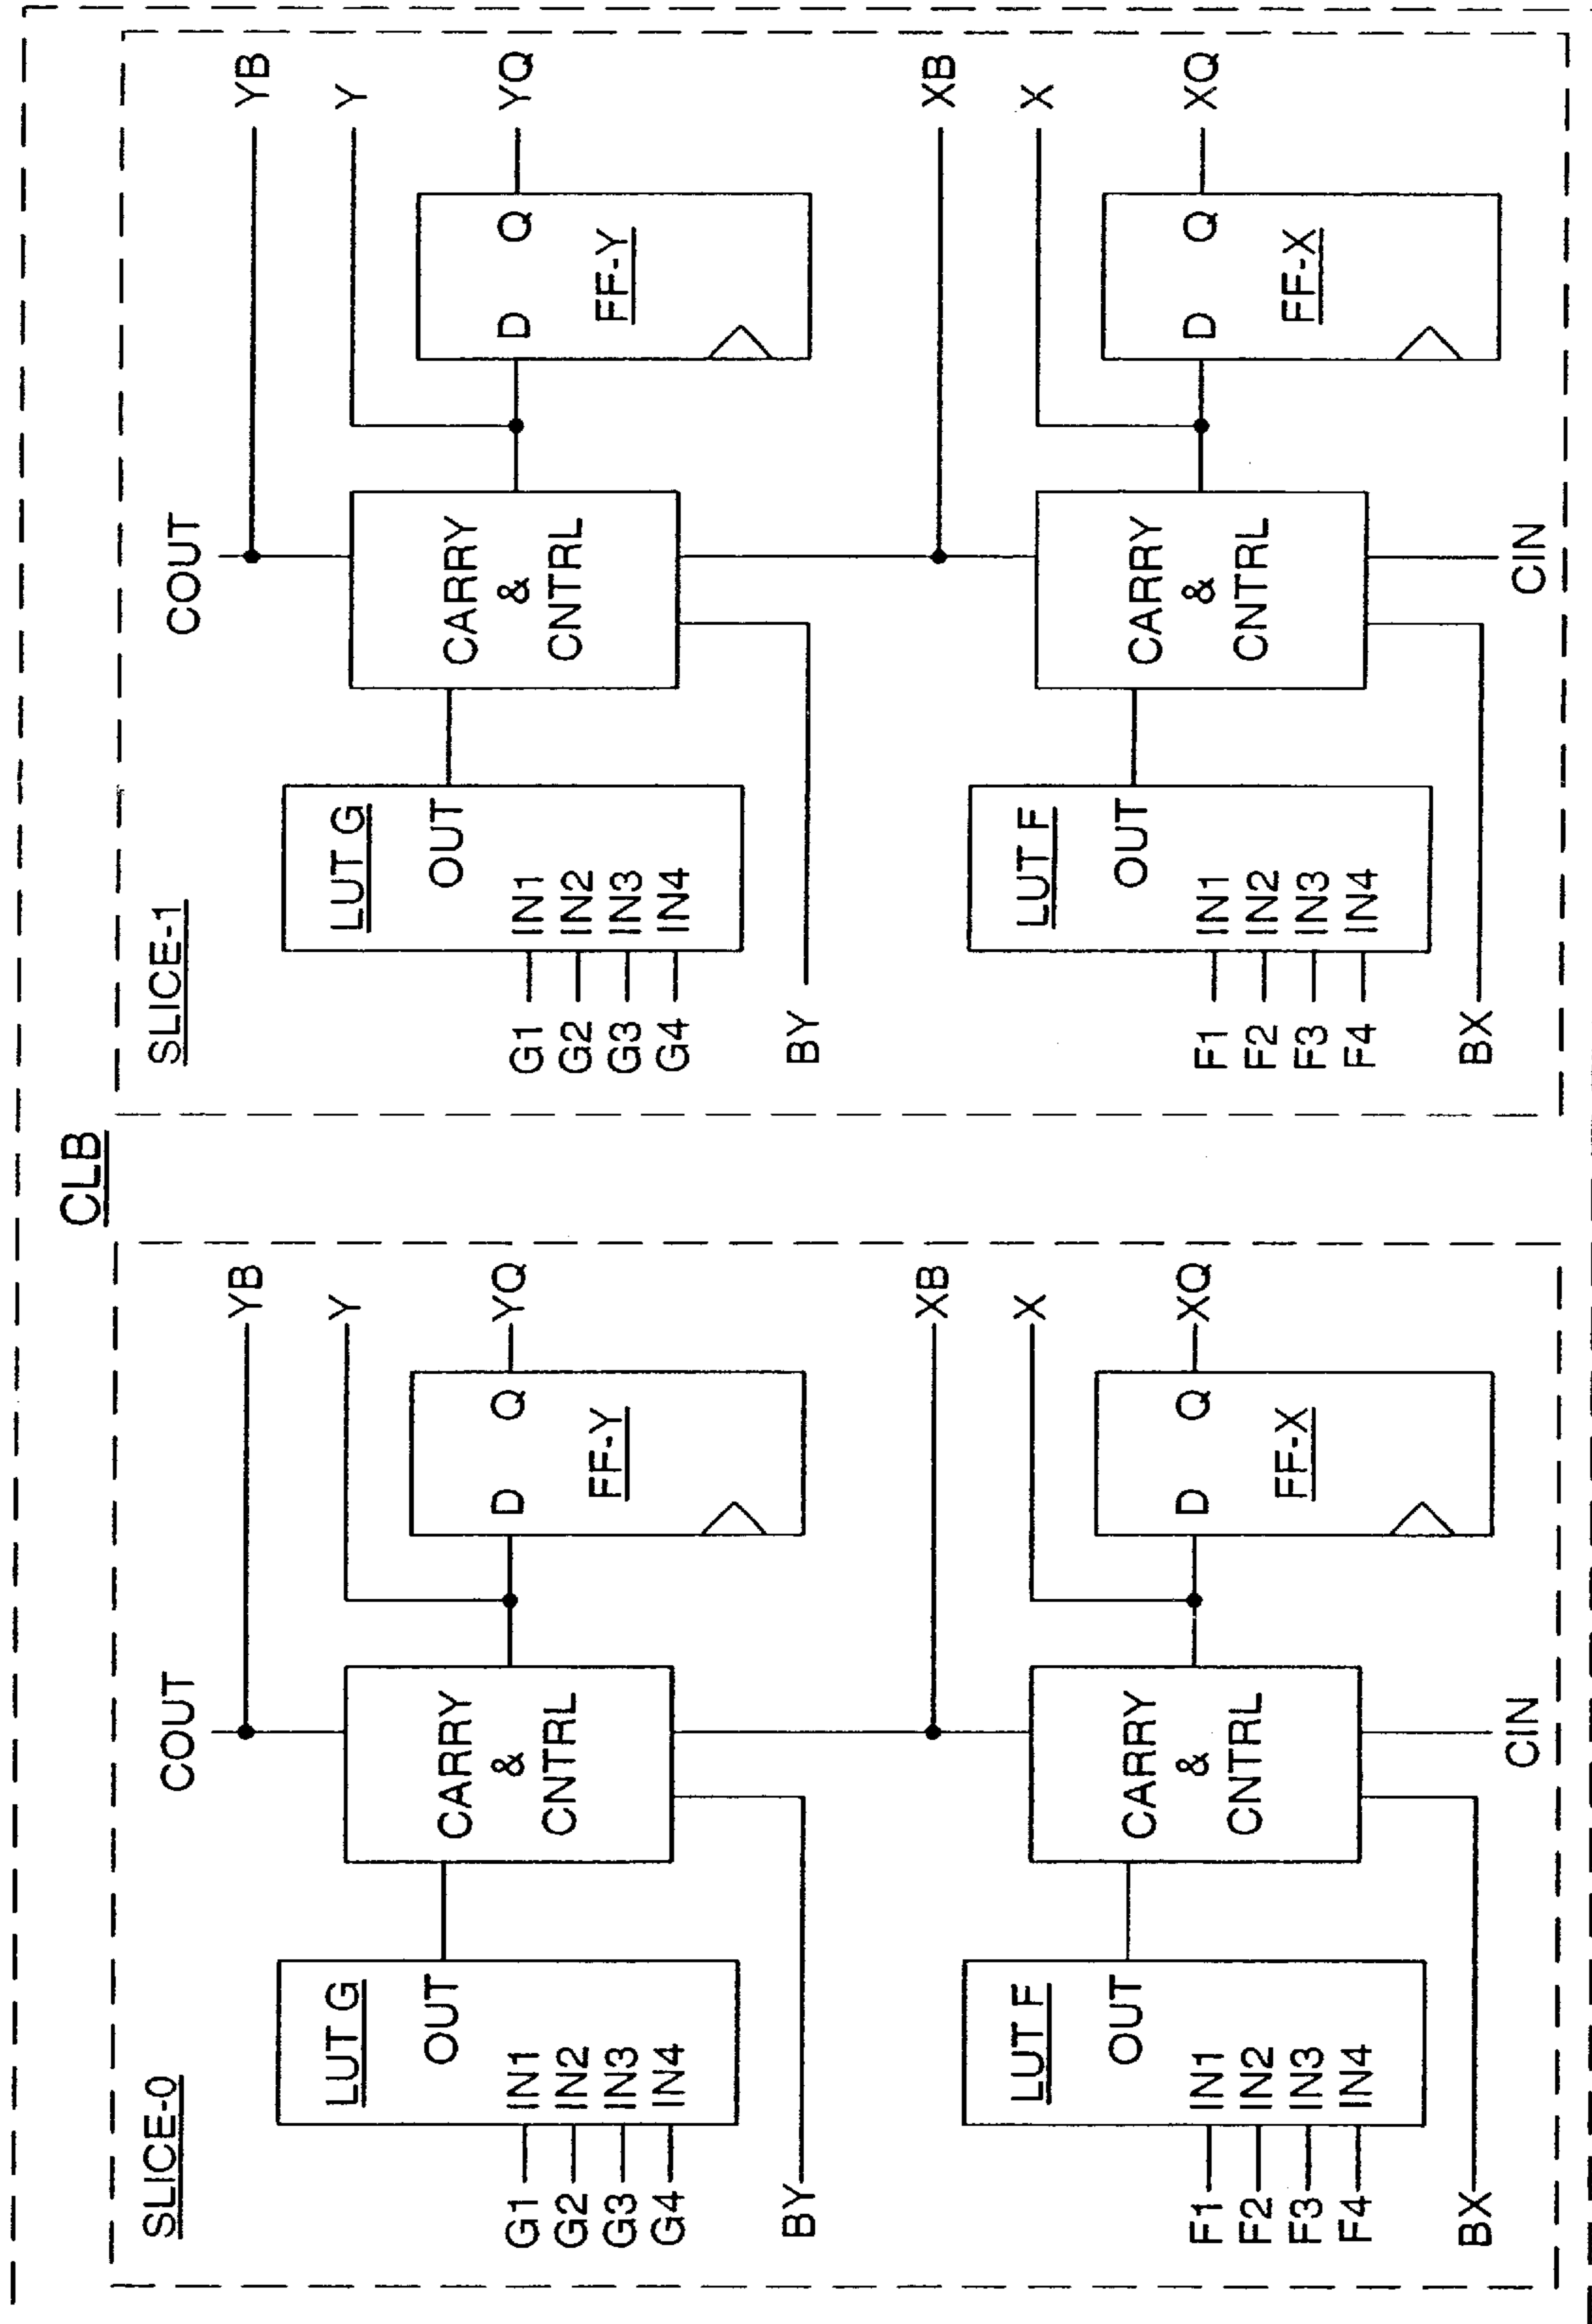 CLB
SLICE-0
COUT
YB
Y
LUT G
OUT
G1 IN1
G2 IN2
G3 IN3
G4 IN4
CARRY
&
CNTRL
D Q
YQ
FF-Y
BY
XB
X
LUT F
OUT
F1 IN1
F2 IN2
F3 IN3
F4 IN4
CARRY
&
CNTRL
D Q
XQ
FF-X
BX
CIN
SLICE-1
COUT
YB
Y
LUT G
OUT
G1 IN1
G2 IN2
G3 IN3
G4 IN4
CARRY
&
CNTRL
D Q
YQ
FF-Y
BY
XB
X
LUT F
OUT
F1 IN1
F2 IN2
F3 IN3
F4 IN4
CARRY
&
CNTRL
D Q
XQ
FF-X
BX
CIN